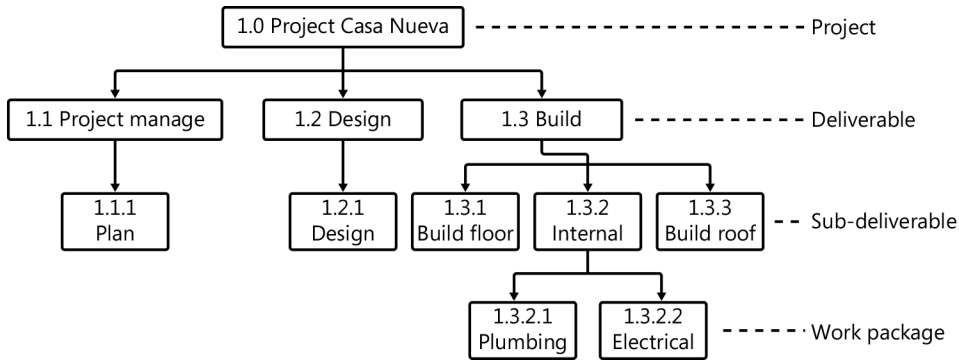 1.0 Project Casa Nueva
Project
1.1 Project manage
1.2 Design
1.3 Build
Deliverable
1.1.1
Plan
1.2.1
Design
1.3.1
Build floor
1.3.2
Internal
1.3.3
Build roof
Sub-deliverable
1.3.2.1
Plumbing
1.3.2.2
Electrical
Work package